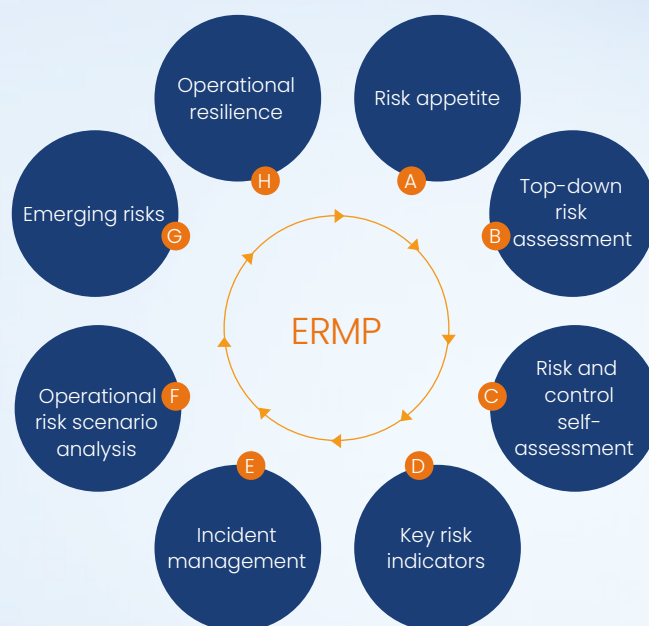 Operational
resilience
H
Risk appetite
A
Top-down
risk
assessment
B
Risk and
control
self-
assessment
C
Key risk
indicators
D
Incident
management
E
Operational
risk scenario
analysis
F
Emerging risks
G
ERMP